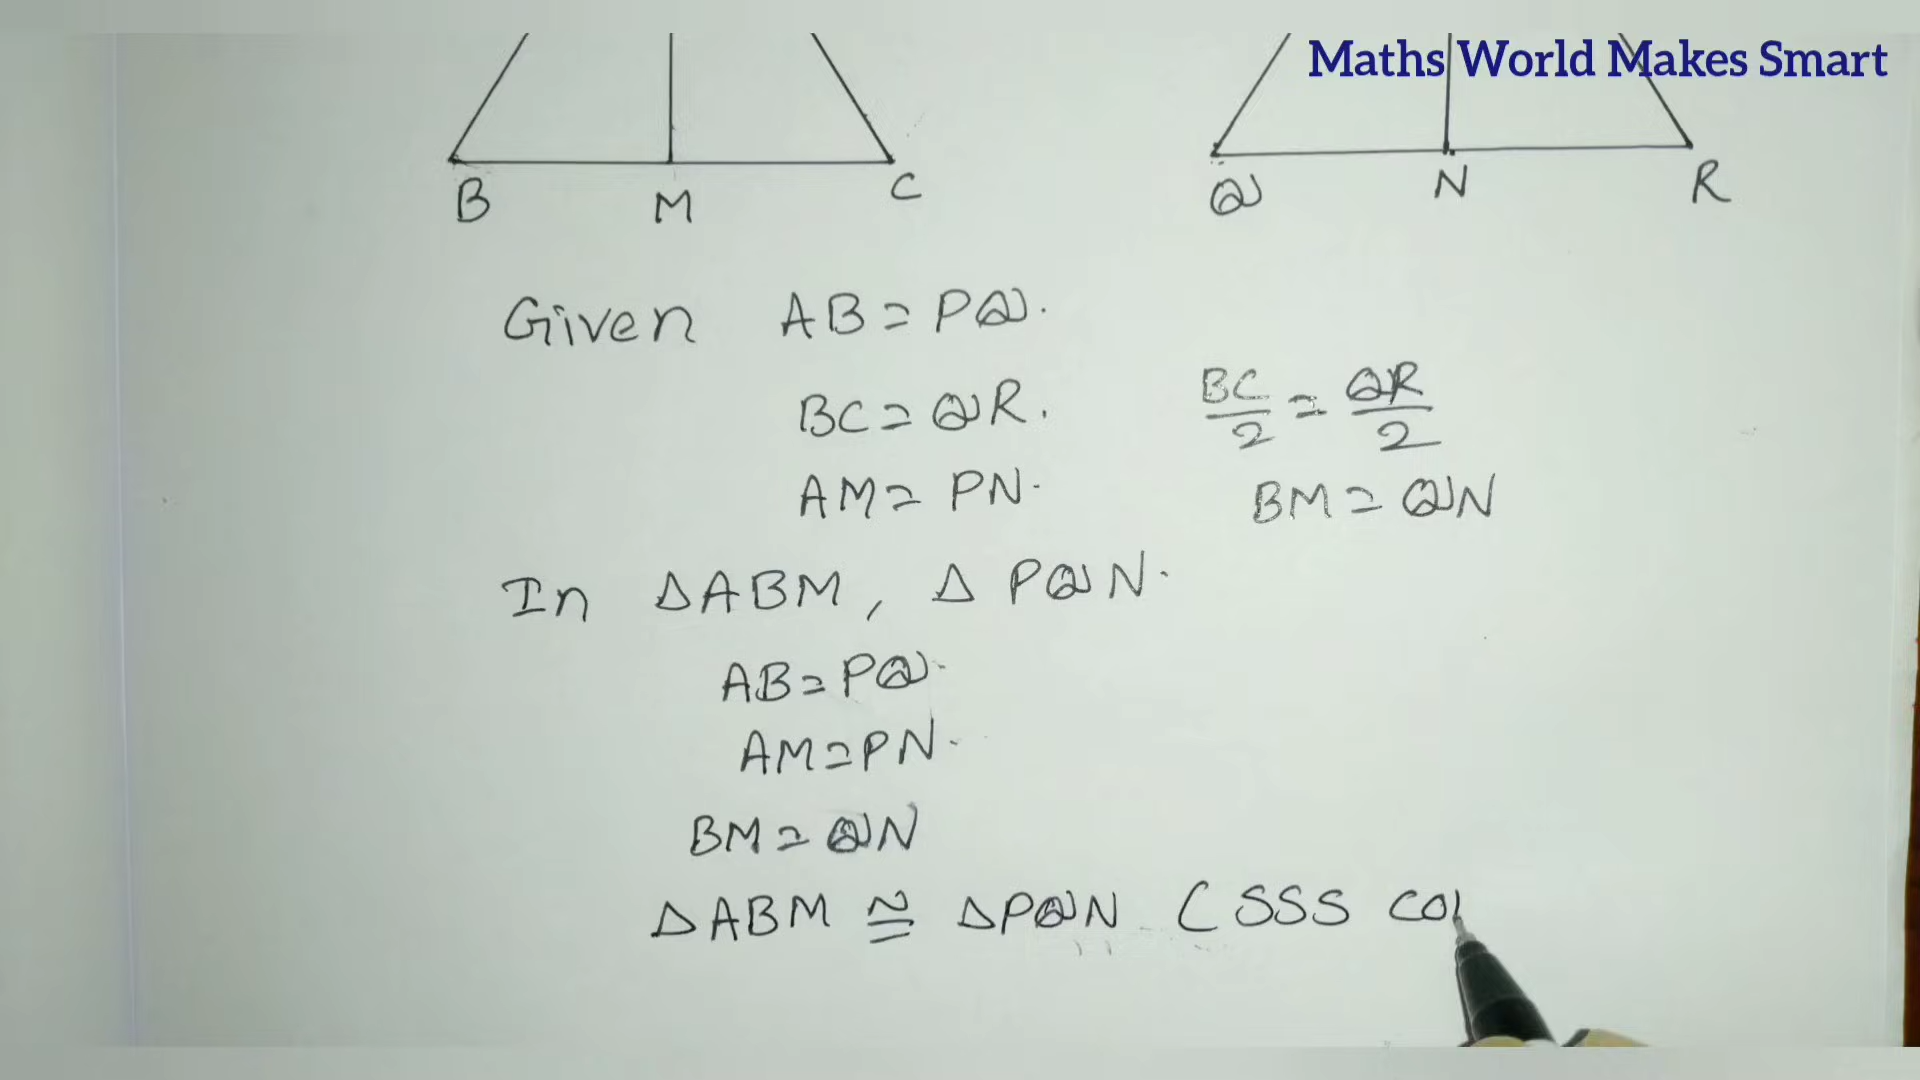 Maths World Makes Smart
B M C Q N R
Given AB = PQ.
BC = QR. BC/2 = QR/2
AM = PN. BM = QN
In ΔABM, ΔPQN.
AB = PQ.
AM = PN.
BM = QN
ΔABM ≅ ΔPQN (SSS